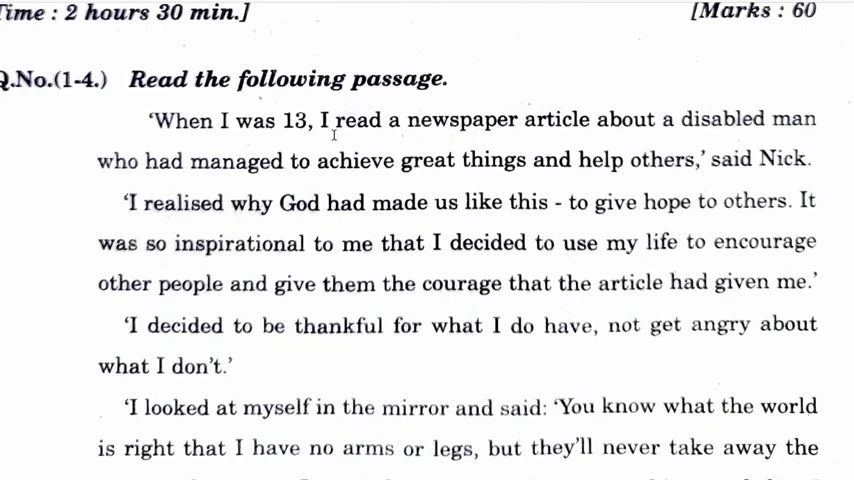 Time : 2 hours 30 min.] [Marks : 60
Q.No.(1-4.) Read the following passage.
'When I was 13, I read a newspaper article about a disabled man
who had managed to achieve great things and help others,' said Nick.
'I realised why God had made us like this - to give hope to others. It
was so inspirational to me that I decided to use my life to encourage
other people and give them the courage that the article had given me.'
'I decided to be thankful for what I do have, not get angry about
what I don't.'
'I looked at myself in the mirror and said: 'You know what the world
is right that I have no arms or legs, but they'll never take away the